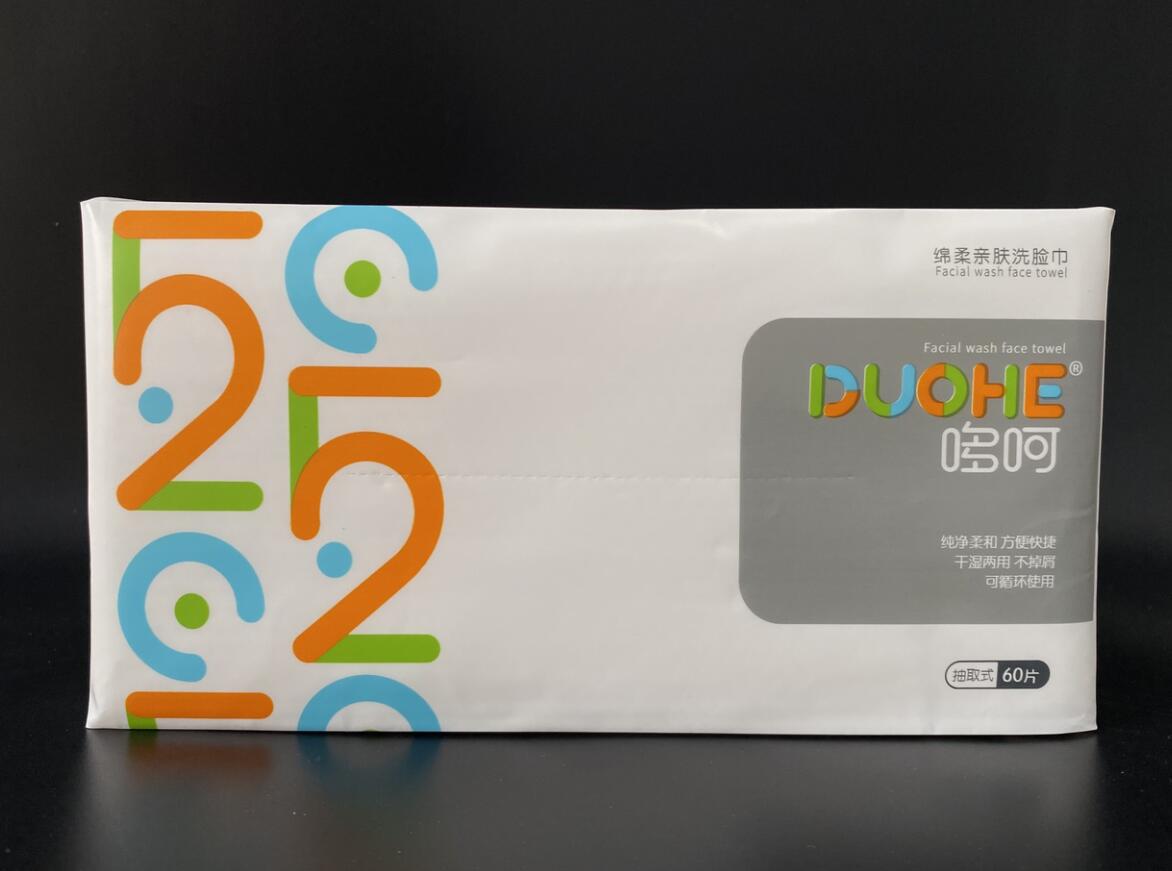 绵柔亲肤洗脸巾
Facial wash face towel
Facial wash face towel
DUOHE®
哆呵
纯净柔和 方便快捷
干湿两用 不掉屑
可循环使用
抽取式 60片